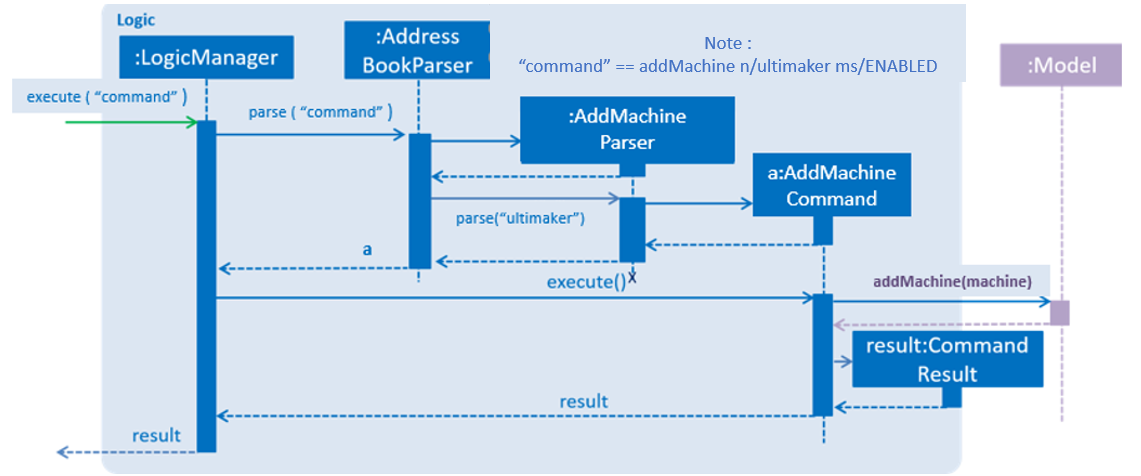 Logic
:LogicManager
:Address
BookParser
Note :
“command” == addMachine n/ultimaker ms/ENABLED
:Model
execute ( “command” )
parse ( “command” )
:AddMachine
Parser
a:AddMachine
Command
parse(“ultimaker”)
a
execute()
X
addMachine(machine)
result:Command
Result
result
result